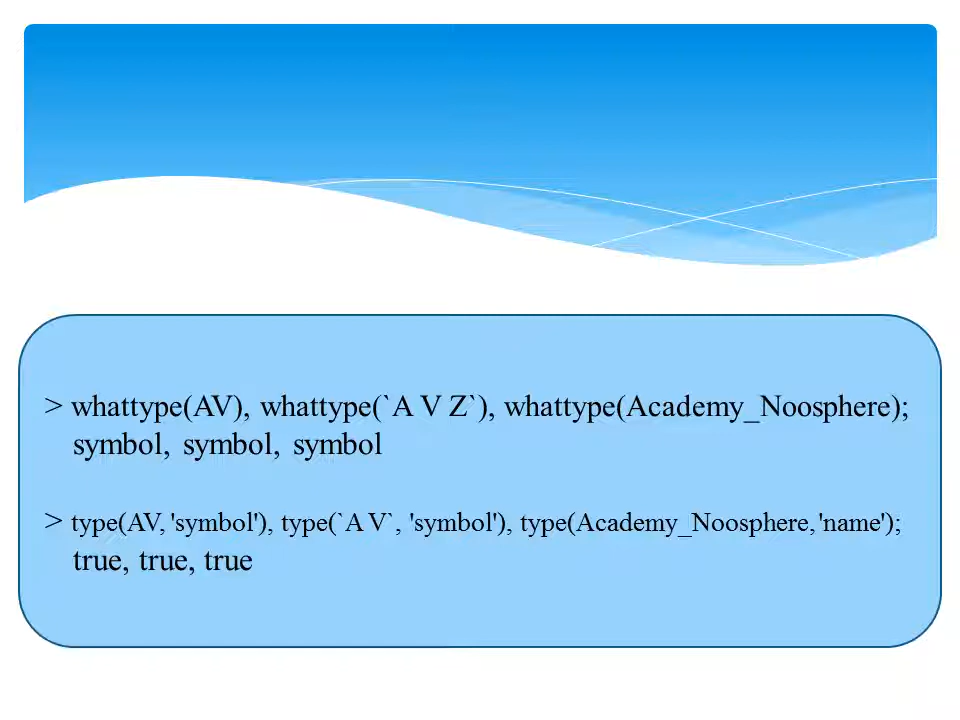 > whattype(AV), whattype(`A V Z`), whattype(Academy_Noosphere);
symbol, symbol, symbol
> type(AV, 'symbol'), type(`A V`, 'symbol'), type(Academy_Noosphere, 'name');
true, true, true